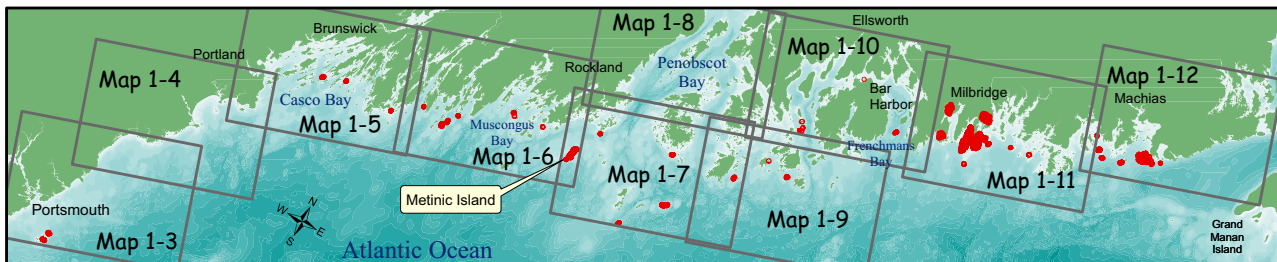 Map 1-8
Ellsworth
Brunswick
Map 1-10
Portland
Map 1-4
Rockland
Penobscot
Bay
Map 1-12
Bar
Harbor
Milbridge
Machias
Casco Bay
Map 1-5
Muscongus
Bay
Map 1-6
Frenchmans
Bay
Map 1-7
Map 1-11
Metinic Island
Portsmouth
Map 1-3
N
W
E
S
Map 1-9
Atlantic Ocean
Grand
Manan
Island